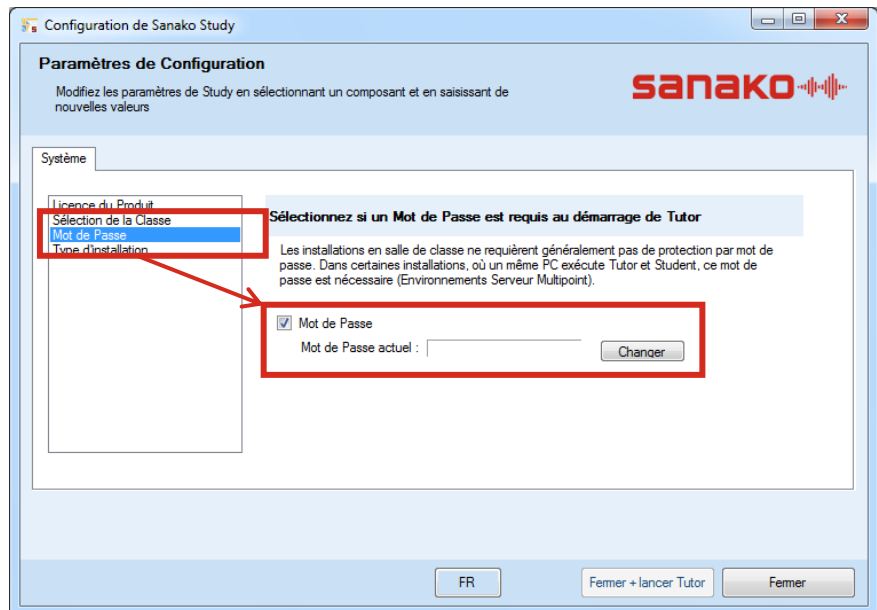 Configuration de Sanako Study
Paramètres de Configuration
Modifiez les paramètres de Study en sélectionnant un composant et en saisissant de
nouvelles valeurs
sanako
Système
Licence du Produit
Sélection de la Classe
Mot de Passe
Type d'installation
Sélectionnez si un Mot de Passe est requis au démarrage de Tutor
Les installations en salle de classe ne requièrent généralement pas de protection par mot de
passe. Dans certaines installations, où un même PC exécute Tutor et Student, ce mot de
passe est nécessaire (Environnements Serveur Multipoint).
Mot de Passe
Mot de Passe actuel :
Changer
FR
Fermer + lancer Tutor
Fermer